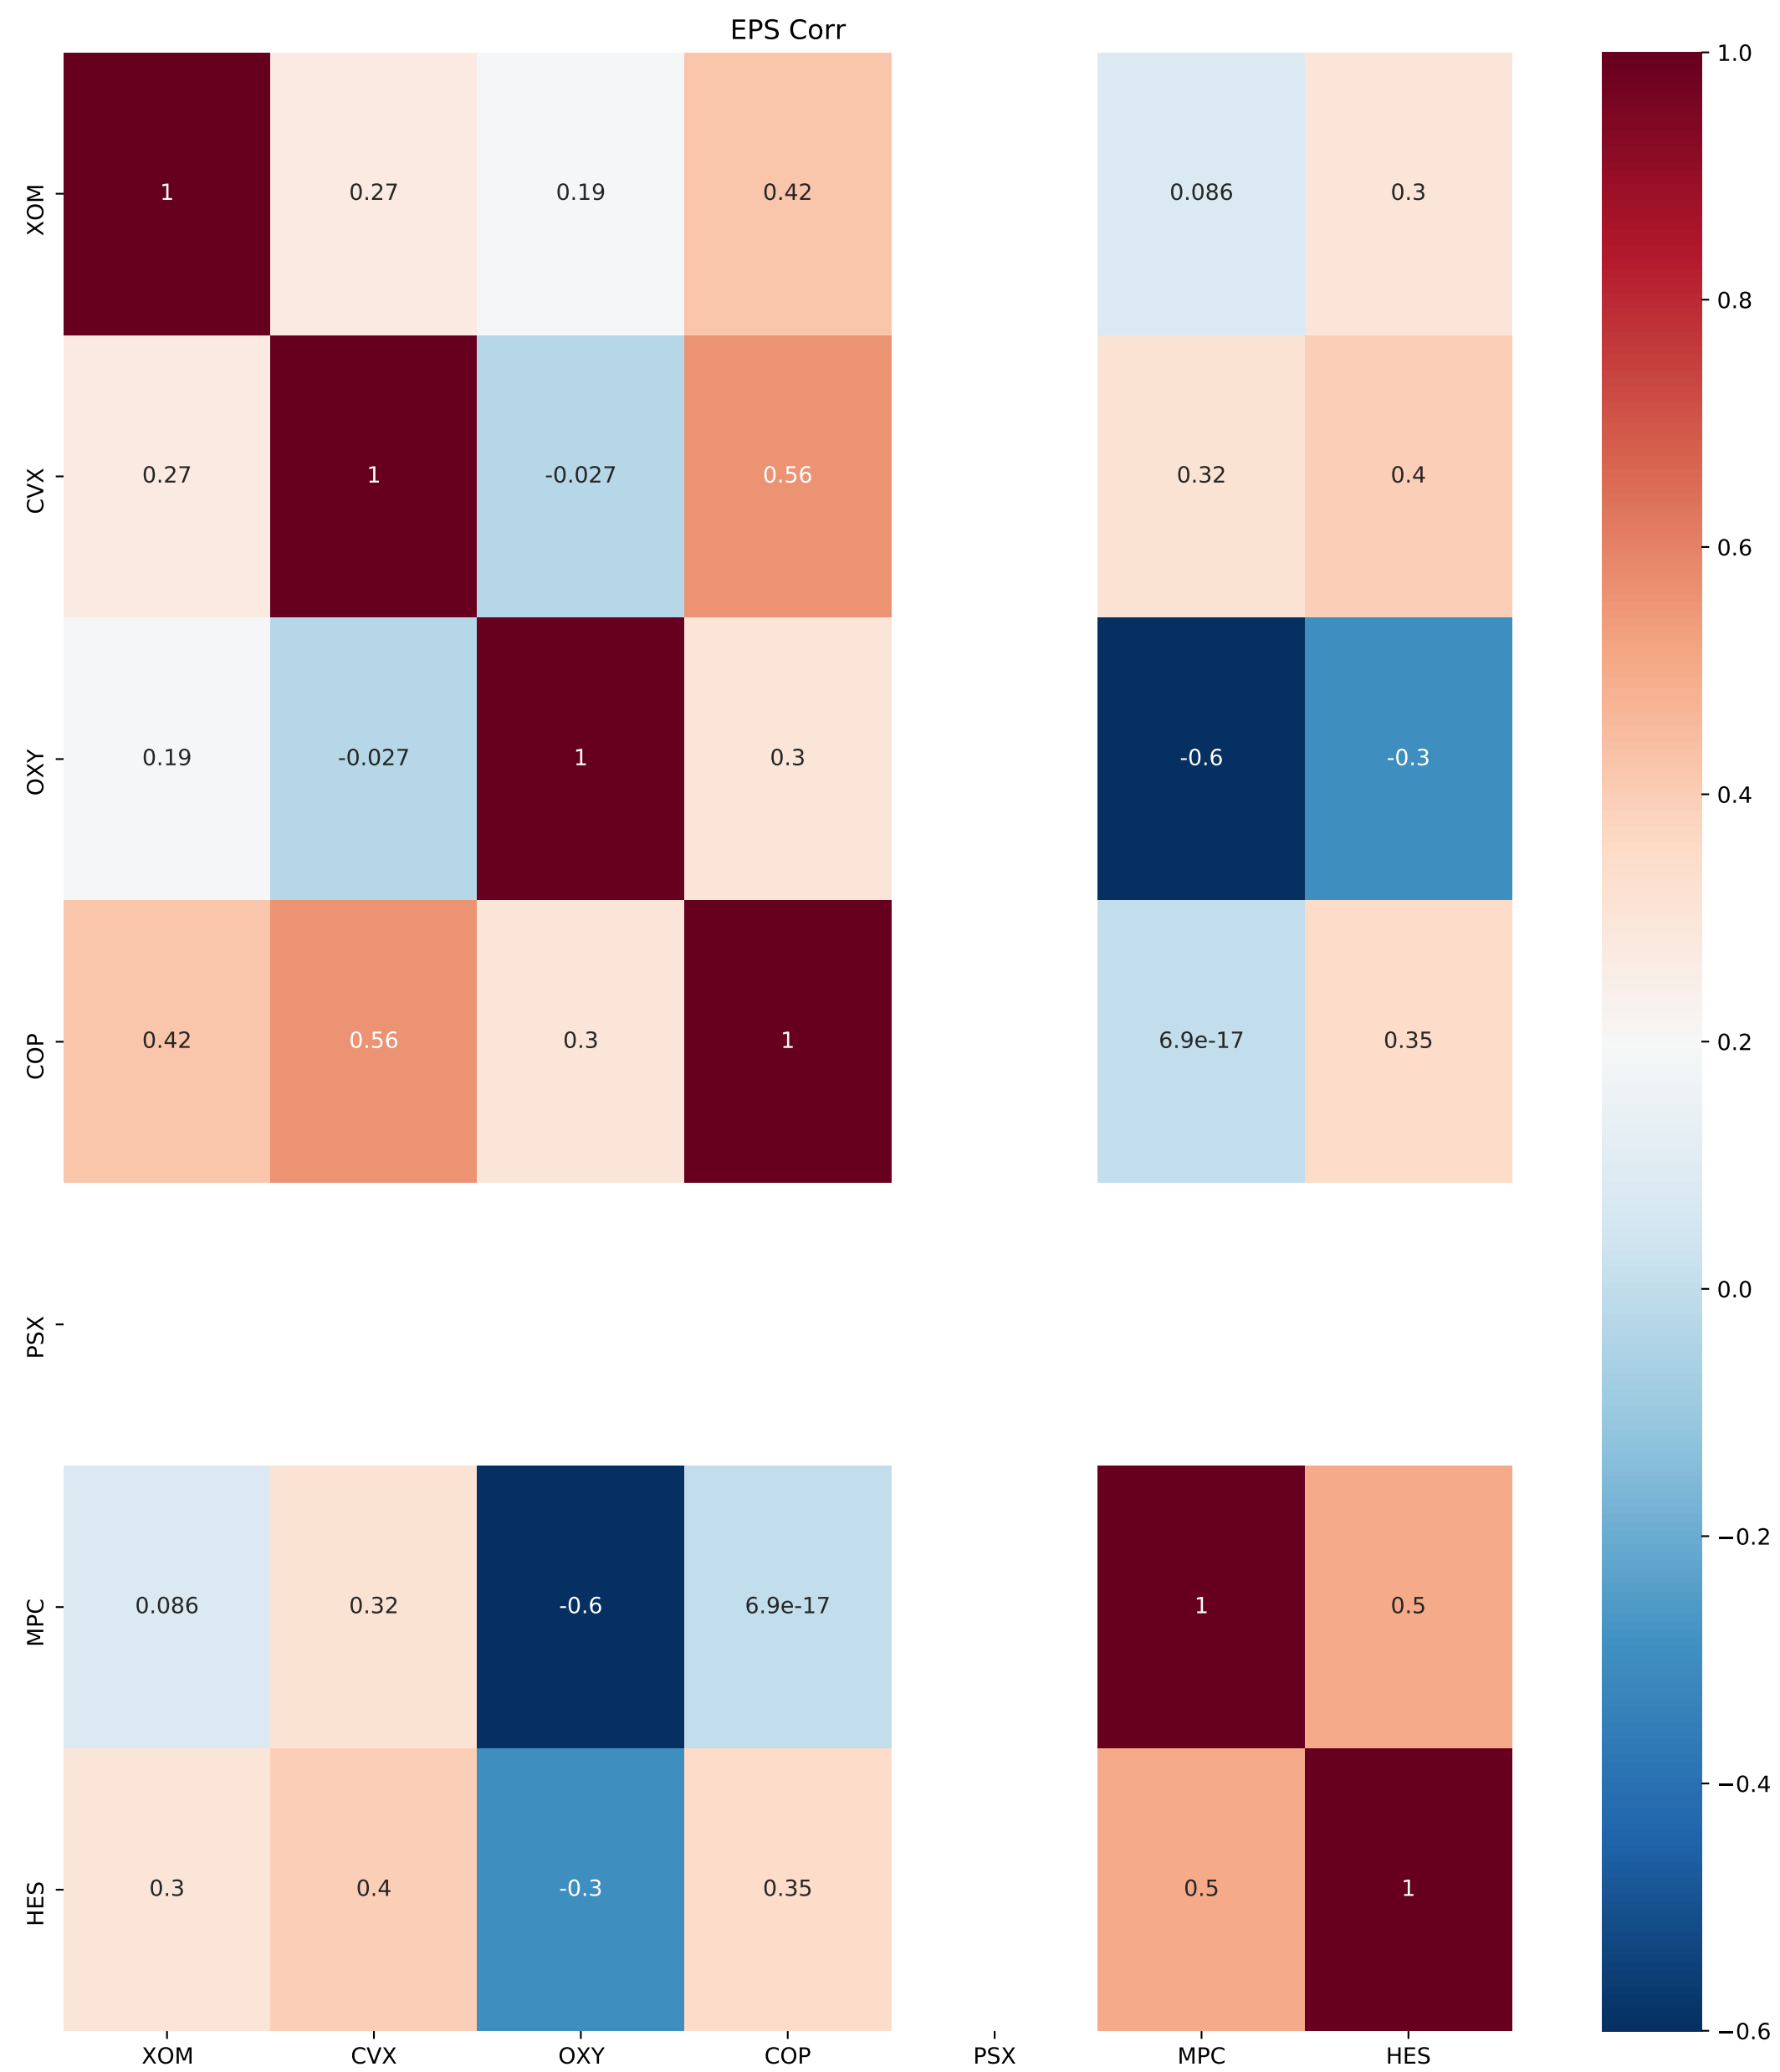 EPS Corr
XOM
1 0.27 0.19 0.42 0.086 0.3
CVX
0.27 1 -0.027 0.56 0.32 0.4
OXY
0.19 -0.027 1 0.3 -0.6 -0.3
COP
0.42 0.56 0.3 1 6.9e-17 0.35
PSX
MPC
0.086 0.32 -0.6 6.9e-17 1 0.5
HES
0.3 0.4 -0.3 0.35 0.5 1
XOM CVX OXY COP PSX MPC HES
1.0
0.8
0.6
0.4
0.2
0.0
−0.2
−0.4
−0.6